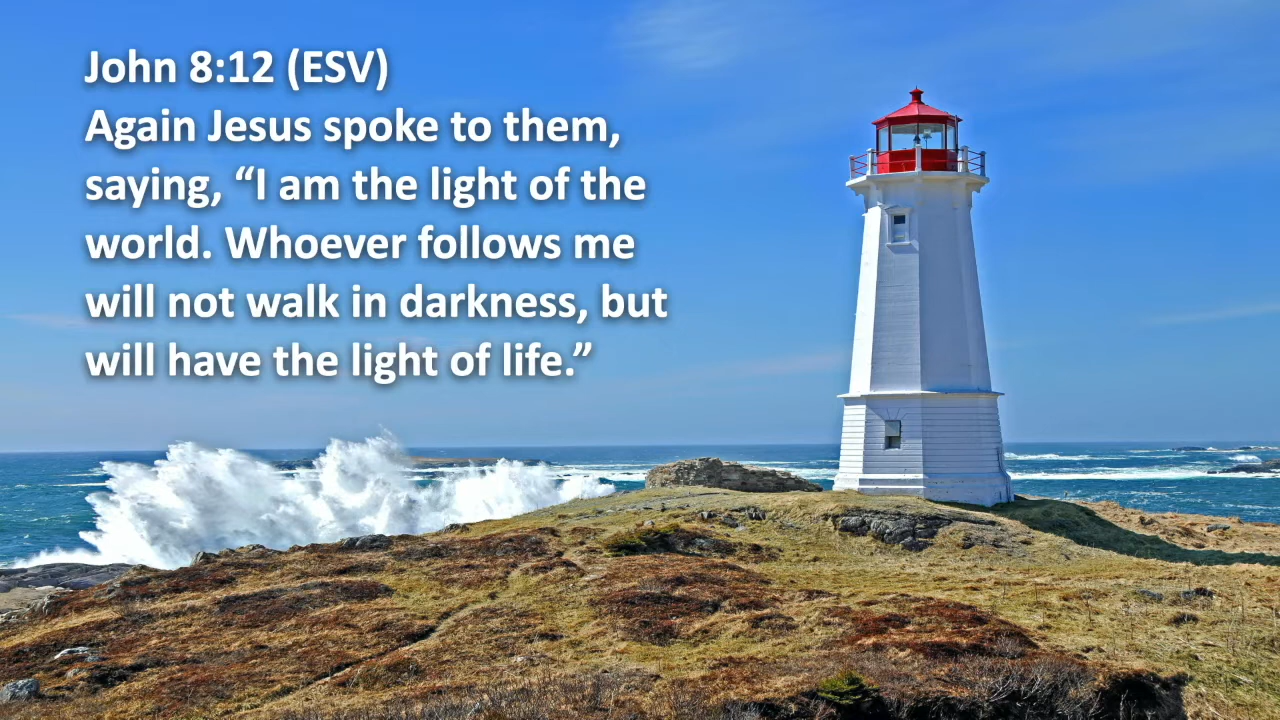 John 8:12 (ESV)
Again Jesus spoke to them,
saying, “I am the light of the
world. Whoever follows me
will not walk in darkness, but
will have the light of life.”